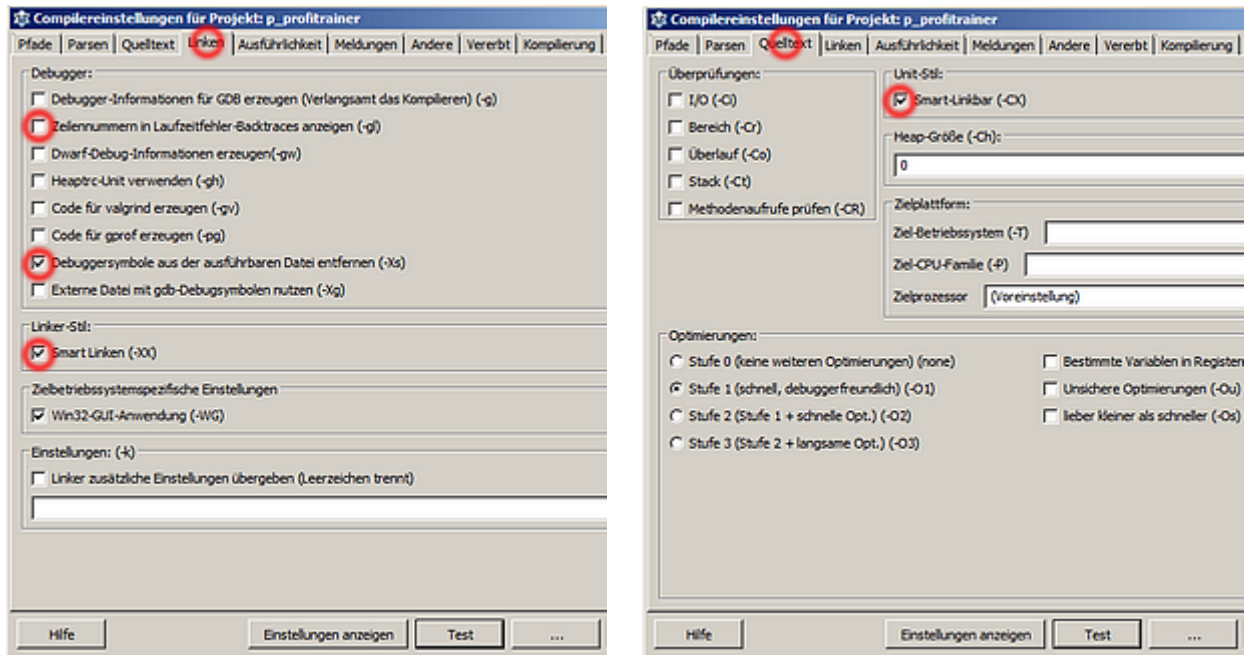 Compilereinstellungen für Projekt: p_profitrainer
Pfade Parsen Quelltext Linken Ausführlichkeit Meldungen Andere Vererbt Kompilierung
Debugger:
Debugger-Informationen für GDB erzeugen (Verlangsamt das Kompilieren) (-g)
Zeilennummern in Laufzeitfehler-Backtraces anzeigen (-gl)
Dwarf-Debug-Informationen erzeugen(-gw)
Heaptrc-Unit verwenden (-gh)
Code für valgrind erzeugen (-gv)
Code für gprof erzeugen (-pg)
Debuggersymbole aus der ausführbaren Datei entfernen (-Xs)
Externe Datei mit gdb-Debugsymbolen nutzen (-Xg)
Linker-Stil:
Smart Linken (-XX)
Zielbetriebssystemspezifische Einstellungen
Win32-GUI-Anwendung (-WG)
Einstellungen: (-k)
Linker zusätzliche Einstellungen übergeben (Leerzeichen trennt)
Hilfe Einstellungen anzeigen Test ...
Compilereinstellungen für Projekt: p_profitrainer
Pfade Parsen Quelltext Linken Ausführlichkeit Meldungen Andere Vererbt Kompilierung
Überprüfungen:
I/O (-Ci)
Bereich (-Cr)
Überlauf (-Co)
Stack (-Ct)
Methodenaufrufe prüfen (-CR)
Unit-Stil:
Smart-Linkbar (-CX)
Heap-Größe (-Ch):
0
Zielplattform:
Ziel-Betriebssystem (-T)
Ziel-CPU-Familie (-P)
Zielprozessor (Voreinstellung)
Optimierungen:
Stufe 0 (keine weiteren Optimierungen) (none)
Stufe 1 (schnell, debuggerfreundlich) (-O1)
Stufe 2 (Stufe 1 + schnelle Opt.) (-O2)
Stufe 3 (Stufe 2 + langsame Opt.) (-O3)
Bestimmte Variablen in Registern
Unsichere Optimierungen (-Ou)
lieber kleiner als schneller (-Os)
Hilfe Einstellungen anzeigen Test ...